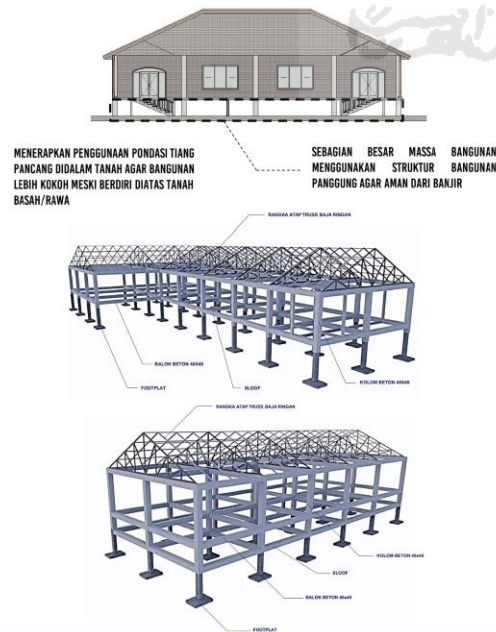 MENERAPKAN PENGGUNAAN PONDASI TIANG
PANCANG DIDALAM TANAH AGAR BANGUNAN
LEBIH KOKOH MESKI BERDIRI DIATAS TANAH
BASAH/RAWA
SEBAGIAN BESAR MASSA BANGUNAN
MENGGUNAKAN STRUKTUR BANGUNAN
PANGGUNG AGAR AMAN DARI BANJIR
RANGKA ATAP TRUSS BAJA RINGAN
BALOK BETON 40X40
KOLOM BETON 40X40
FOOTPLAT
SLOOF
RANGKA ATAP TRUSS BAJA RINGAN
KOLOM BETON 40x40
SLOOF
BALOK BETON 40x40
FOOTPLAT